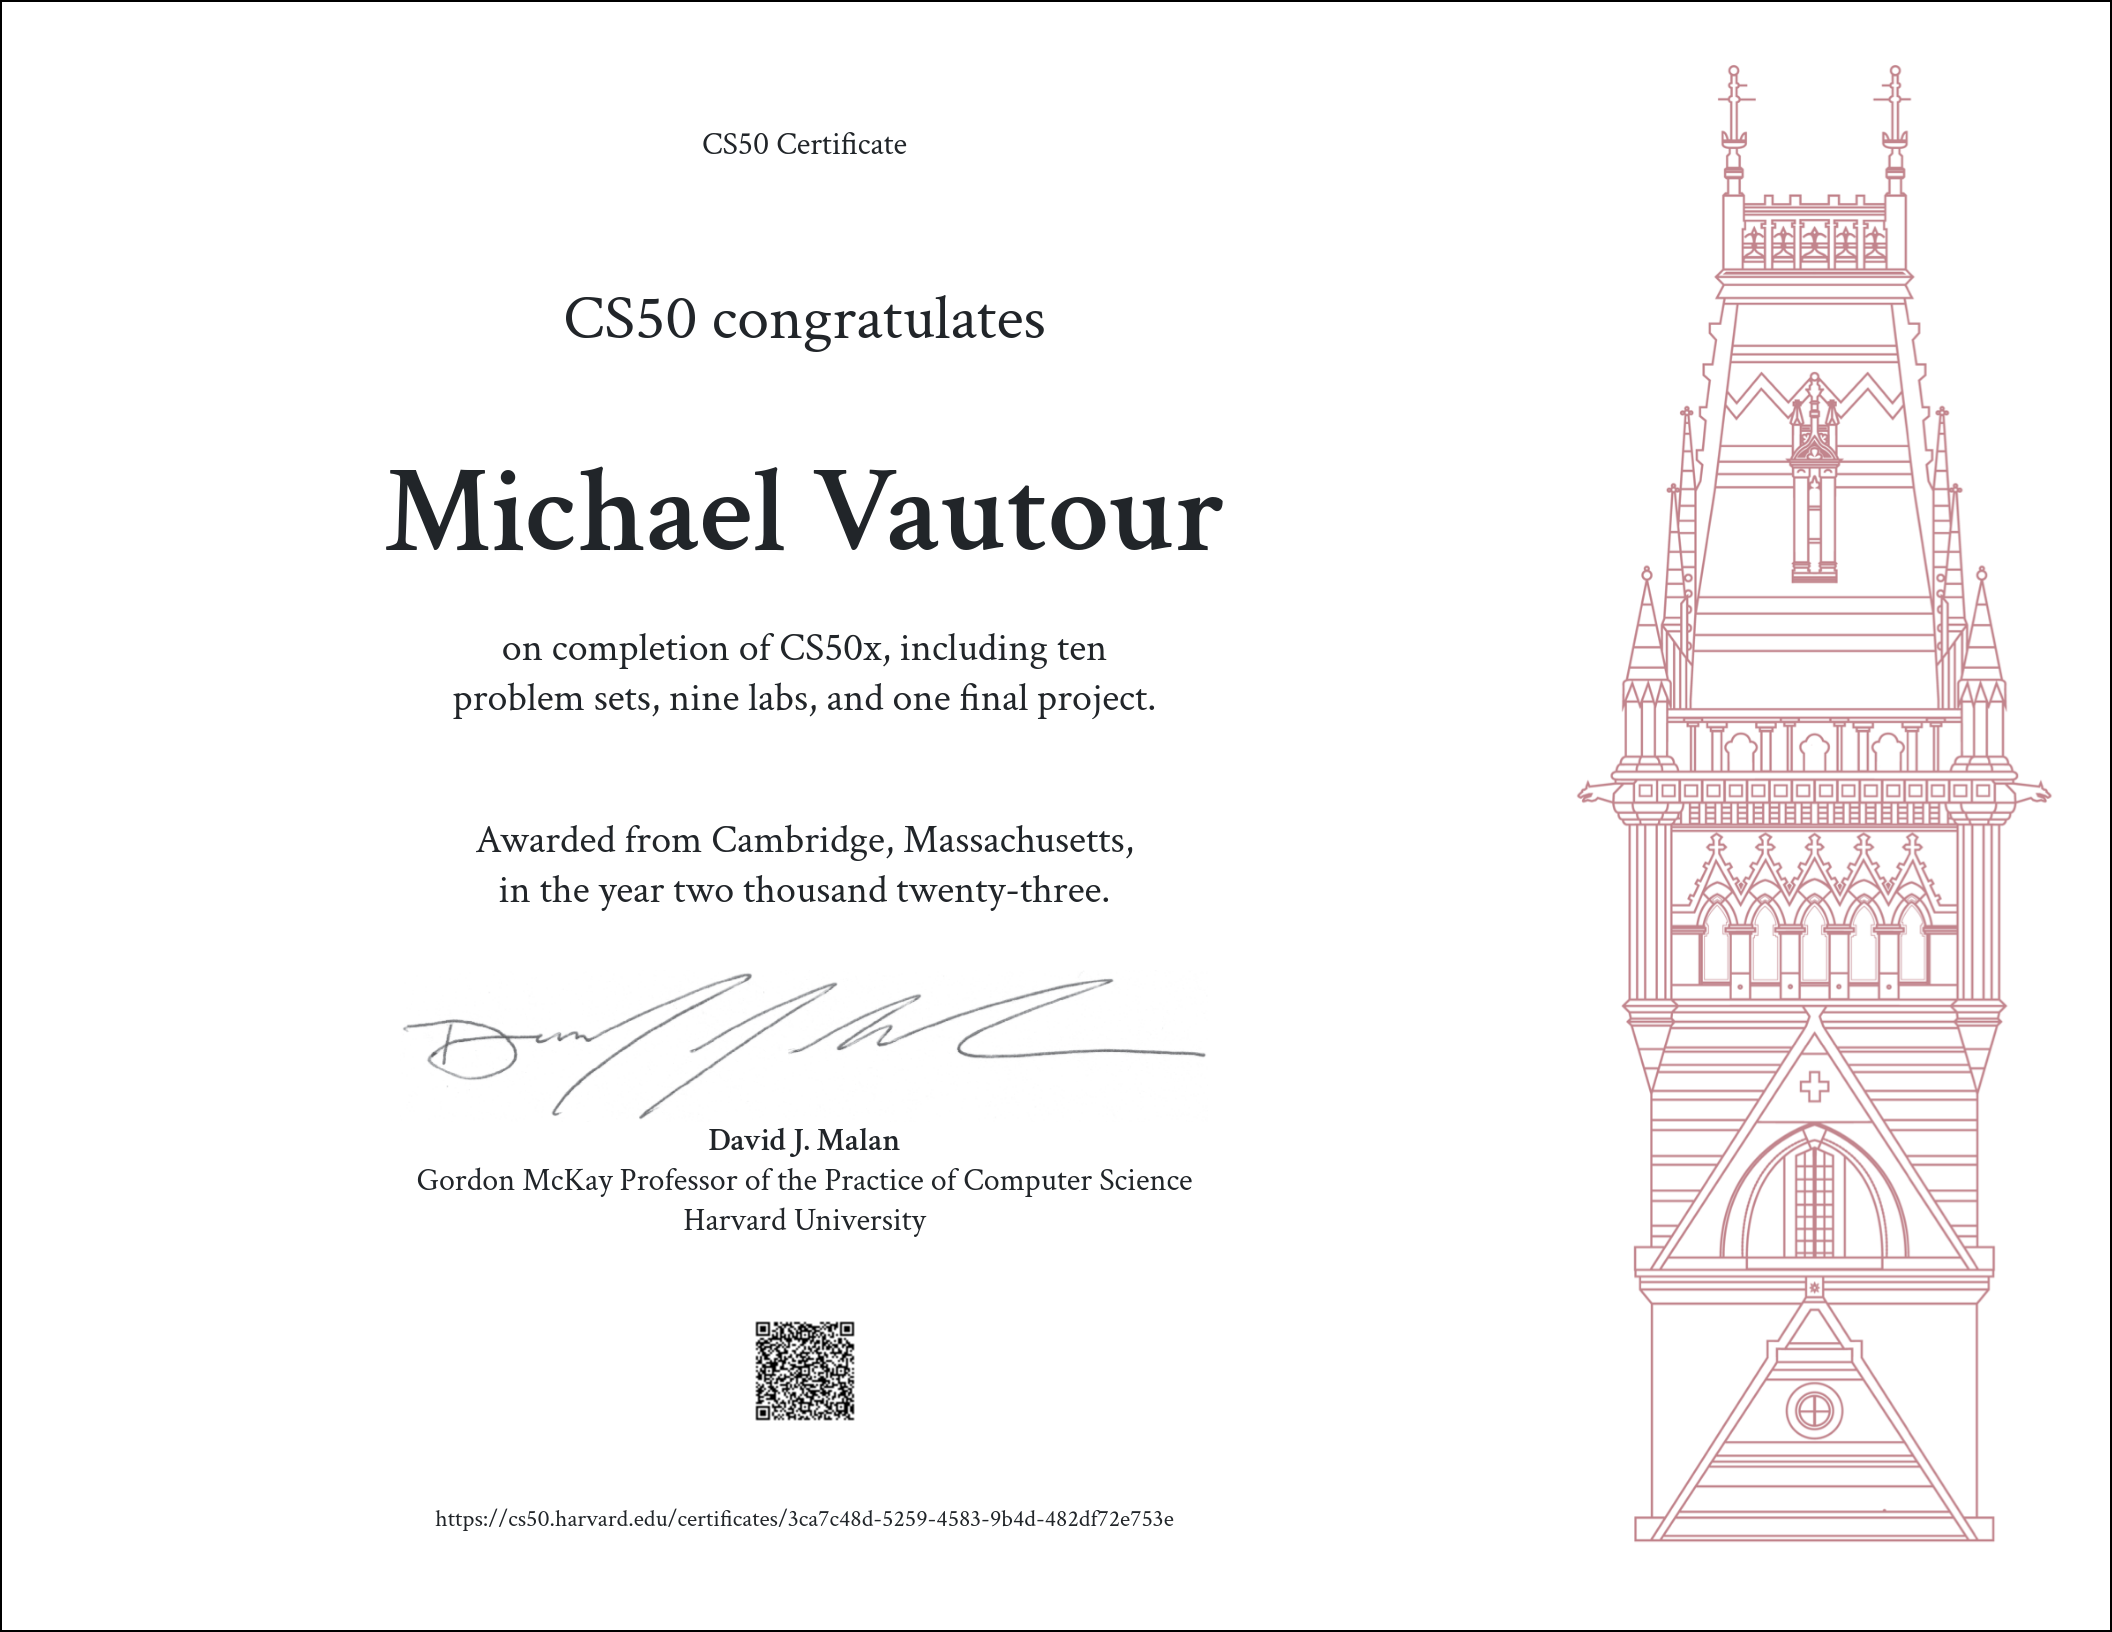 CS50 Certificate
CS50 congratulates
Michael Vautour
on completion of CS50x, including ten
problem sets, nine labs, and one final project.
Awarded from Cambridge, Massachusetts,
in the year two thousand twenty-three.
David J. Malan
Gordon McKay Professor of the Practice of Computer Science
Harvard University
https://cs50.harvard.edu/certificates/3ca7c48d-5259-4583-9b4d-482df72e753e